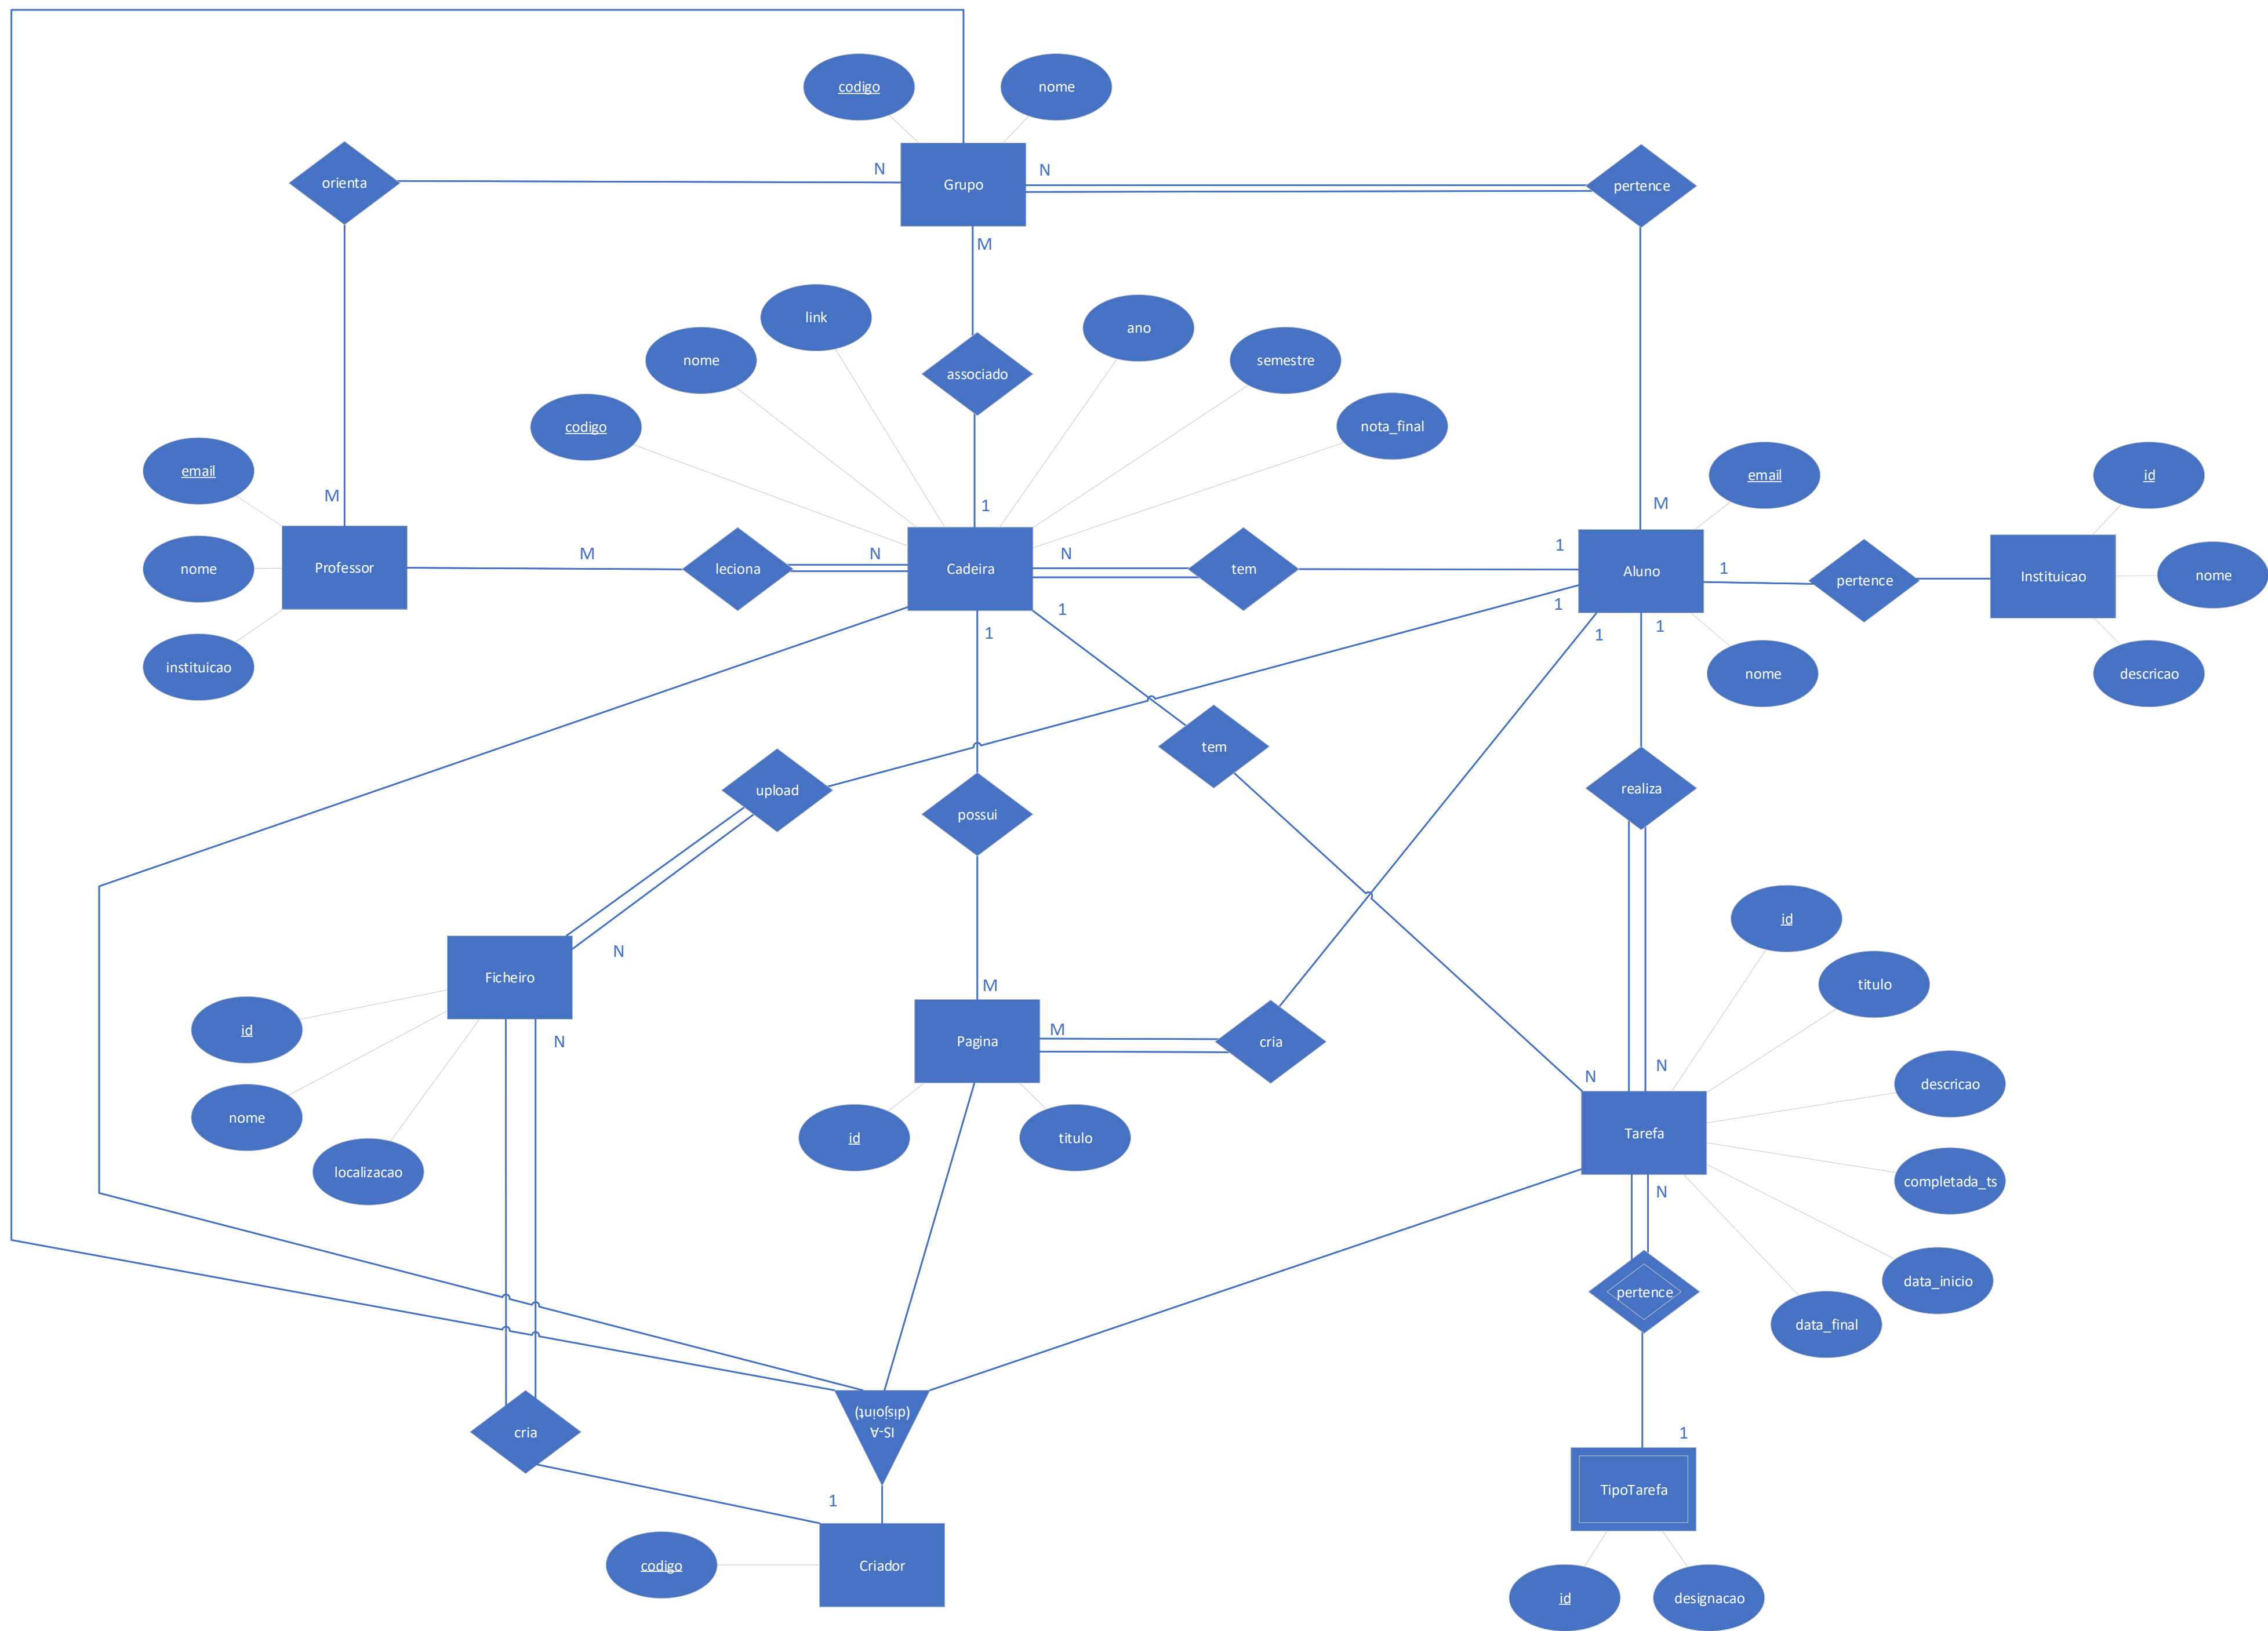 codigo
nome
orienta
N
Grupo
N
pertence
M
link
ano
nome
semestre
associado
codigo
nota_final
email
M
1
M
email
id
Professor
nome
instituicao
M
leciona
N
Cadeira
N
tem
1
Aluno
1
pertence
Instituicao
nome
1
1
1
1
1
nome
descricao
tem
upload
possui
realiza
id
N
Ficheiro
M
titulo
id
N
Pagina
M
cria
N
N
descricao
nome
Tarefa
id
titulo
localizacao
completada_ts
N
pertence
data_inicio
data_final
cria
IS-A
(disjoint)
1
1
TipoTarefa
codigo
Criador
id
designacao